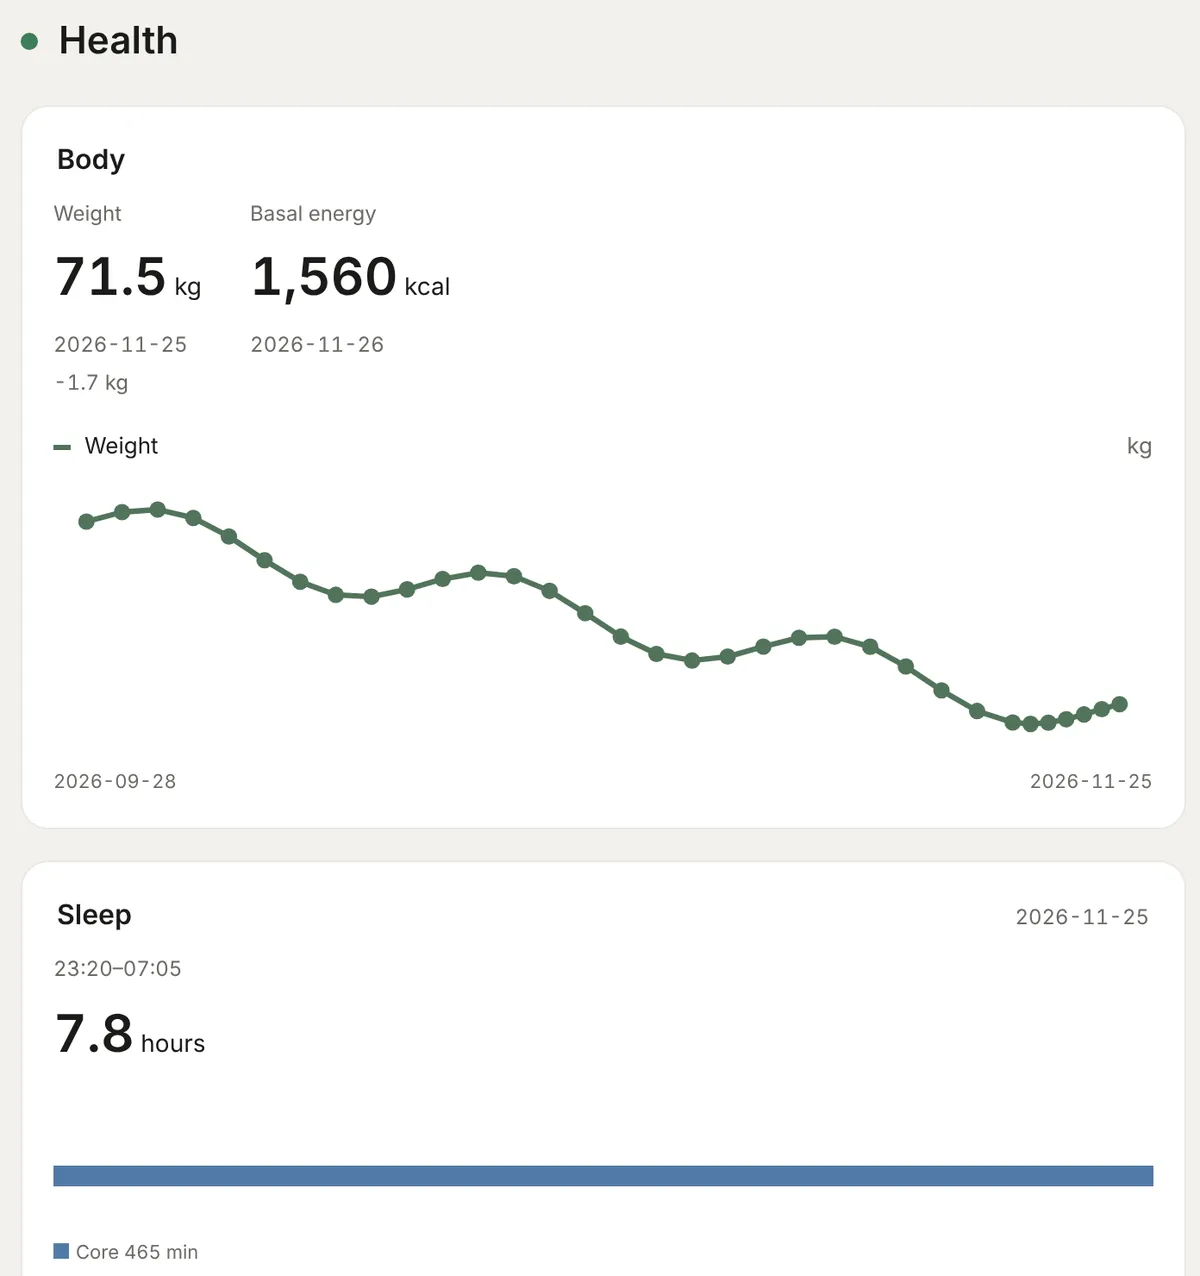 Health
Body
Weight Basal energy
71.5 kg 1,560 kcal
2026-11-25 2026-11-26
-1.7 kg
Weight kg
2026-09-28 2026-11-25
Sleep 2026-11-25
23:20–07:05
7.8 hours
Core 465 min